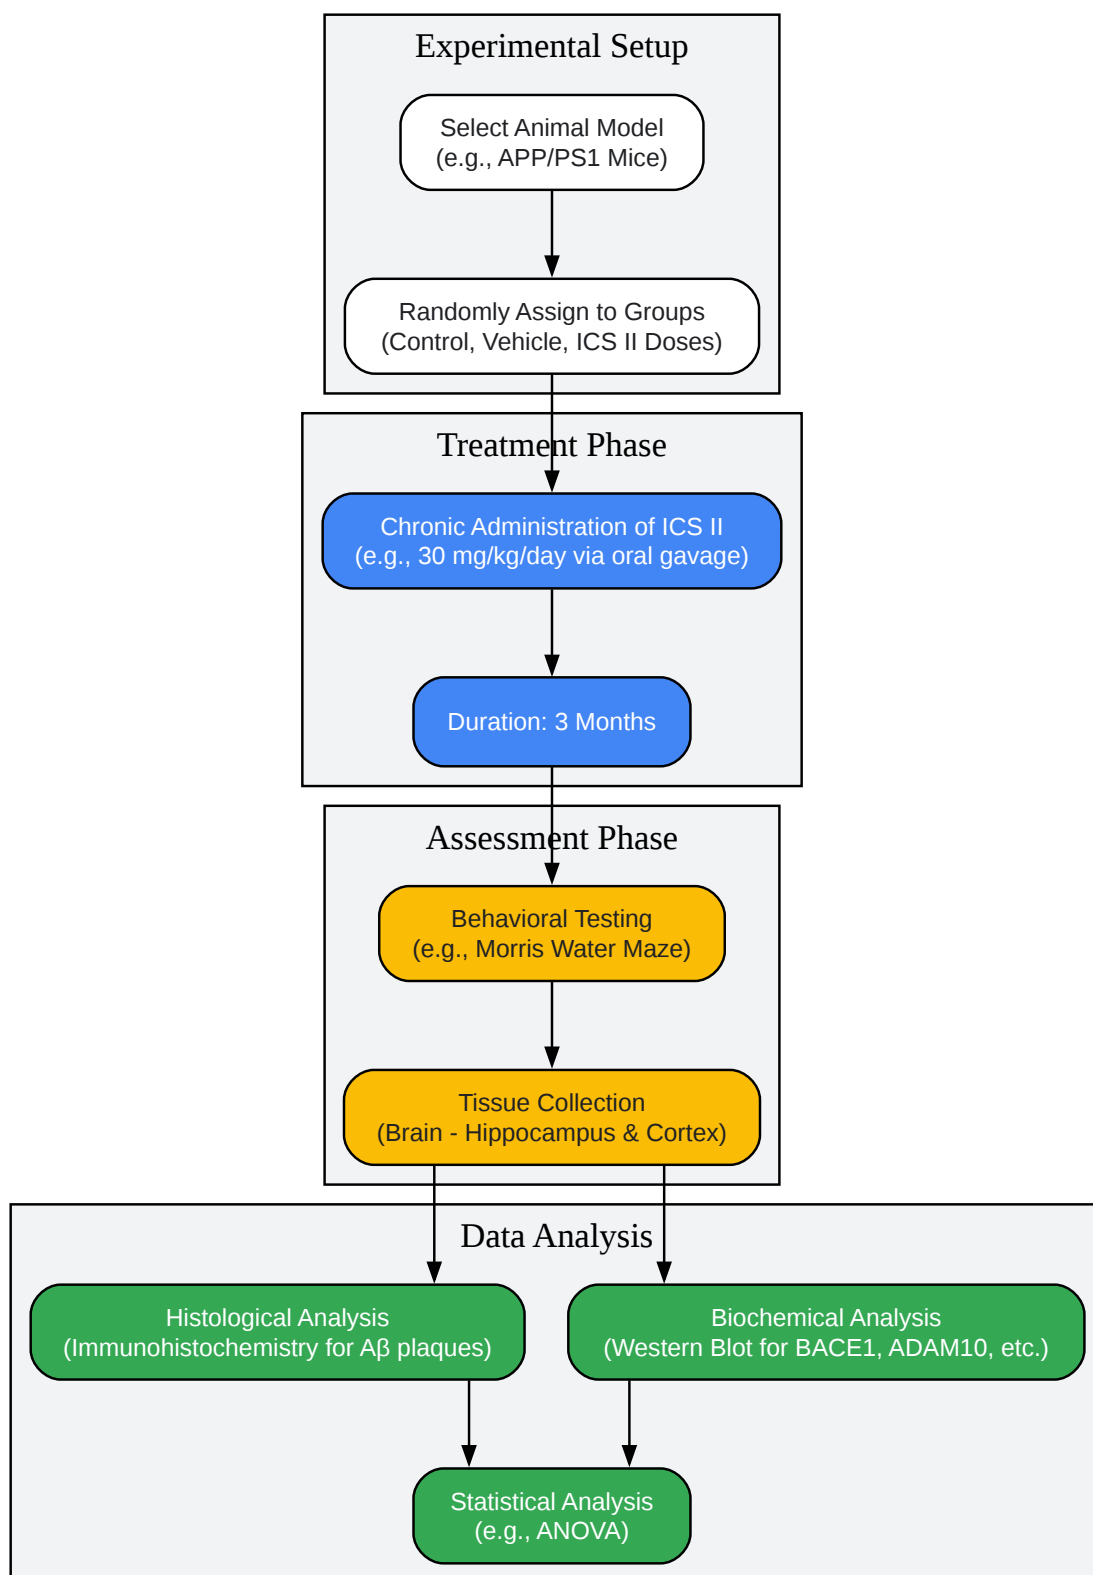 Experimental Setup
Select Animal Model
(e.g., APP/PS1 Mice)
Randomly Assign to Groups
(Control, Vehicle, ICS II Doses)
Treatment Phase
Chronic Administration of ICS II
(e.g., 30 mg/kg/day via oral gavage)
Duration: 3 Months
Assessment Phase
Behavioral Testing
(e.g., Morris Water Maze)
Tissue Collection
(Brain - Hippocampus & Cortex)
Data Analysis
Histological Analysis
(Immunohistochemistry for Aβ plaques)
Biochemical Analysis
(Western Blot for BACE1, ADAM10, etc.)
Statistical Analysis
(e.g., ANOVA)